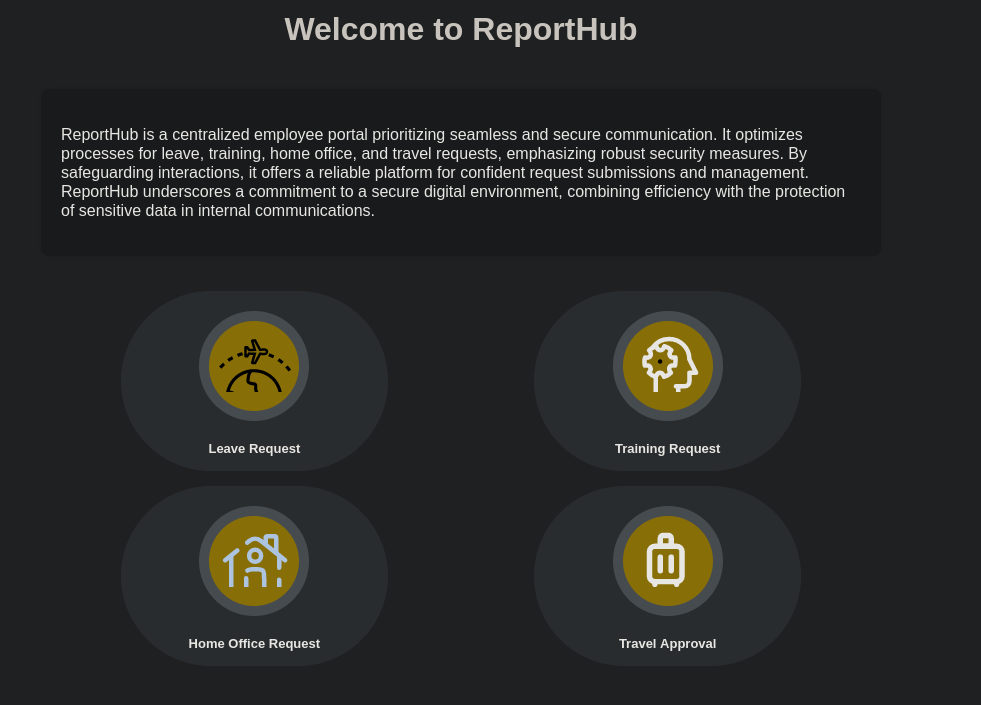 Welcome to ReportHub
ReportHub is a centralized employee portal prioritizing seamless and secure communication. It optimizes
processes for leave, training, home office, and travel requests, emphasizing robust security measures. By
safeguarding interactions, it offers a reliable platform for confident request submissions and management.
ReportHub underscores a commitment to a secure digital environment, combining efficiency with the protection
of sensitive data in internal communications.
Leave Request
Training Request
Home Office Request
Travel Approval